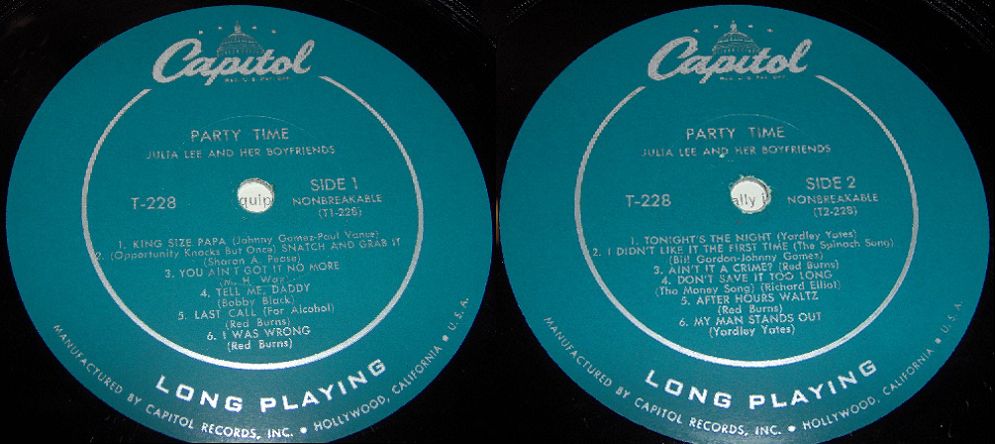 Capitol
PARTY TIME
JULIA LEE AND HER BOYFRIENDS
T-228
SIDE 1
NONBREAKABLE
(T1-228)
quip
1. KING SIZE PAPA (Johnny Gomez-Paul Vance)
2. (Opportunity Knocks But Once) SNATCH AND GRAB IT
(Sharon A. Pease)
3. YOU AIN'T GOT IT NO MORE
4. TELL ME, DADDY
(Bobby Black)
5. LAST CALL (For Alcohol)
(Red Burns)
6. I WAS WRONG
(Red Burns)
LONG PLAYING
MANUFACTURED BY CAPITOL RECORDS, INC. • HOLLYWOOD, CALIFORNIA • U.S.A.
Capitol
PARTY TIME
JULIA LEE AND HER BOYFRIENDS
T-228
SIDE 2
NONBREAKABLE
(T2-228)
ally
1. TONIGHT'S THE NIGHT (Yardley Yates)
2. I DIDN'T LIKE IT THE FIRST TIME (The Spinach Song)
(Bill Gordon-Johnny Gomez)
3. AIN'T IT A CRIME? (Red Burns)
4. DON'T SAVE IT TOO LONG
(The Money Song) (Richard Elliot)
5. AFTER HOURS WALTZ
(Red Burns)
6. MY MAN STANDS OUT
(Yardley Yates)
LONG PLAYING
MANUFACTURED BY CAPITOL RECORDS, INC. • HOLLYWOOD, CALIFORNIA • U.S.A.